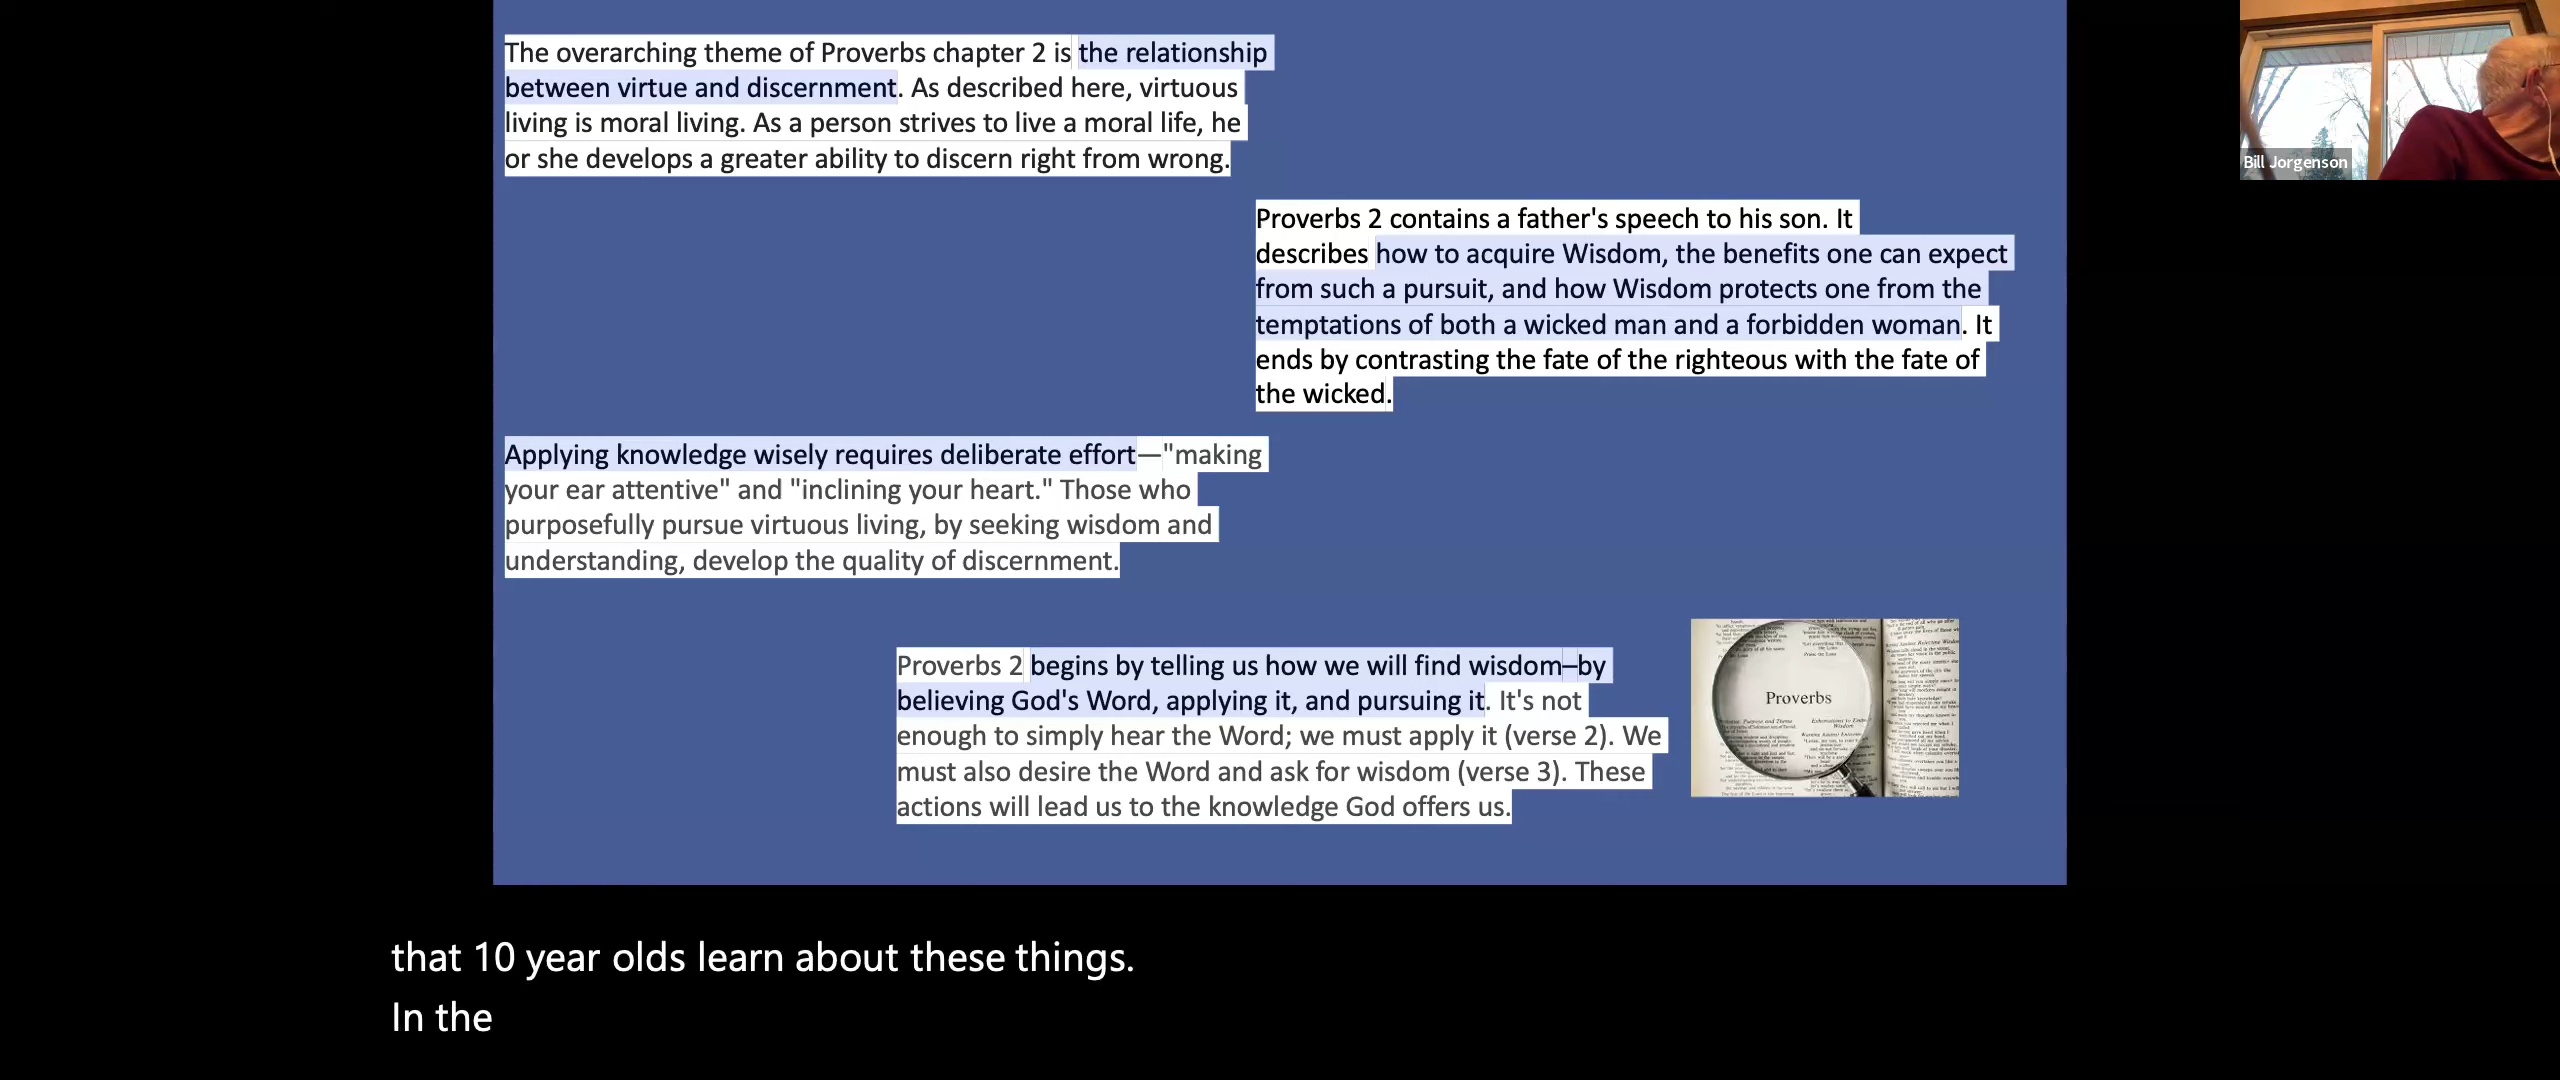 The overarching theme of Proverbs chapter 2 is the relationship
between virtue and discernment. As described here, virtuous
living is moral living. As a person strives to live a moral life, he
or she develops a greater ability to discern right from wrong.
Bill Jorgenson
Proverbs 2 contains a father's speech to his son. It
describes how to acquire Wisdom, the benefits one can expect
from such a pursuit, and how Wisdom protects one from the
temptations of both a wicked man and a forbidden woman. It
ends by contrasting the fate of the righteous with the fate of
the wicked.
Applying knowledge wisely requires deliberate effort—"making
your ear attentive" and "inclining your heart." Those who
purposefully pursue virtuous living, by seeking wisdom and
understanding, develop the quality of discernment.
Proverbs 2 begins by telling us how we will find wisdom–by
believing God's Word, applying it, and pursuing it. It's not
enough to simply hear the Word; we must apply it (verse 2). We
must also desire the Word and ask for wisdom (verse 3). These
actions will lead us to the knowledge God offers us.
Proverbs
that 10 year olds learn about these things.
In the